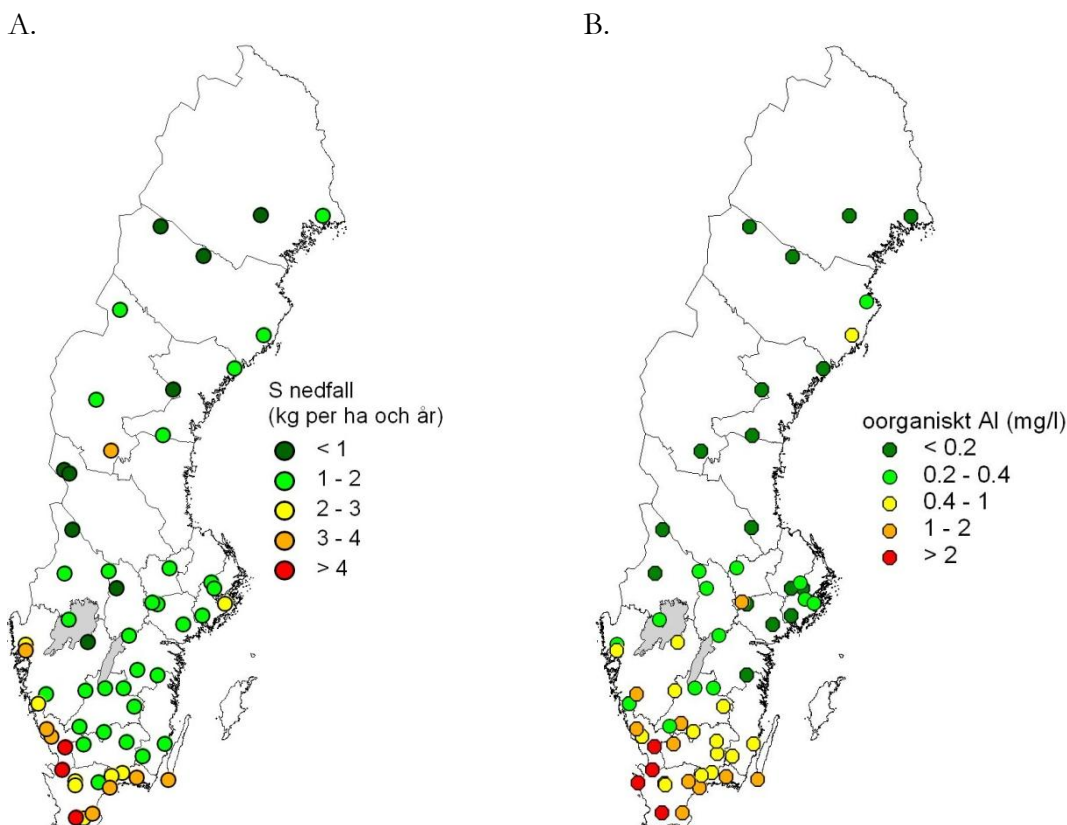 A.
B.
S nedfall
(kg per ha och år)
< 1
1 - 2
2 - 3
3 - 4
> 4
oorganiskt Al (mg/l)
< 0.2
0.2 - 0.4
0.4 - 1
1 - 2
> 2